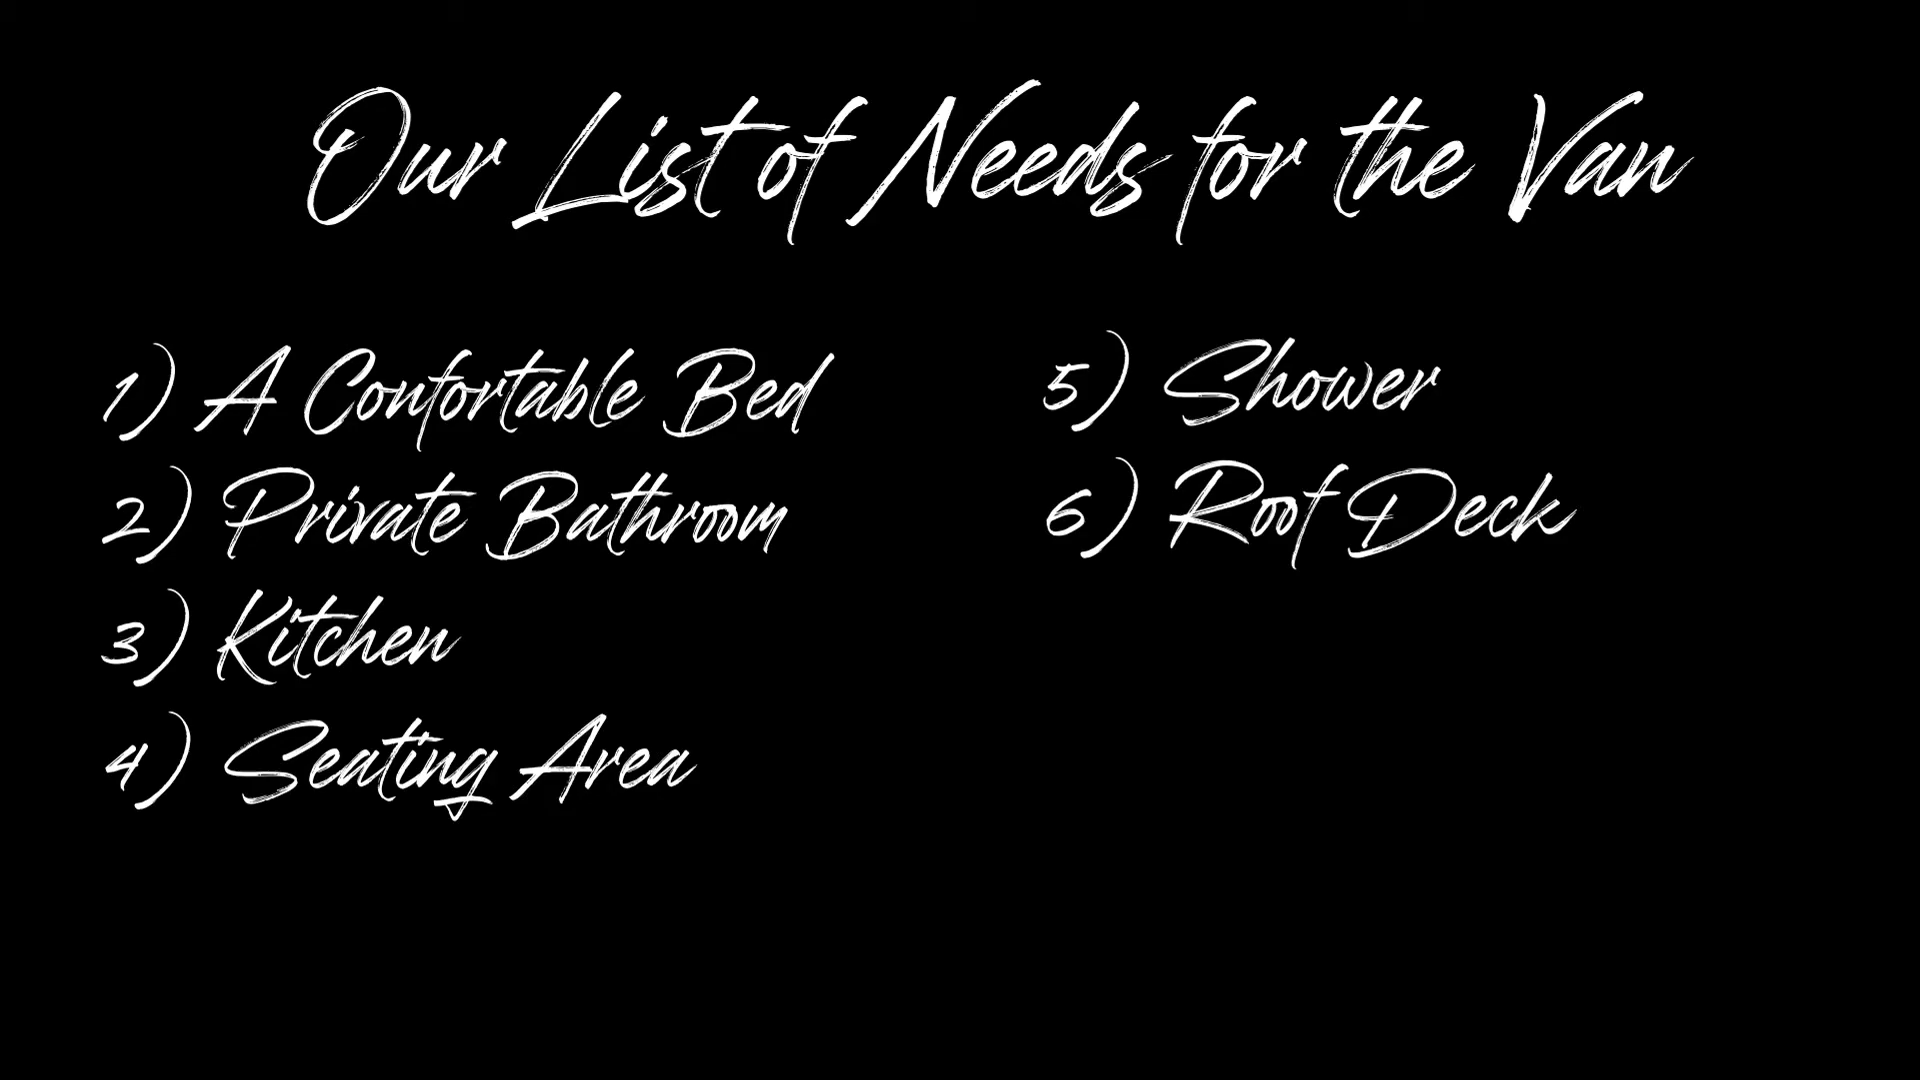 Our List of Needs for the Van
1) A Confortable Bed
2) Private Bathroom
3) Kitchen
4) Seating Area
5) Shower
6) Roof Deck